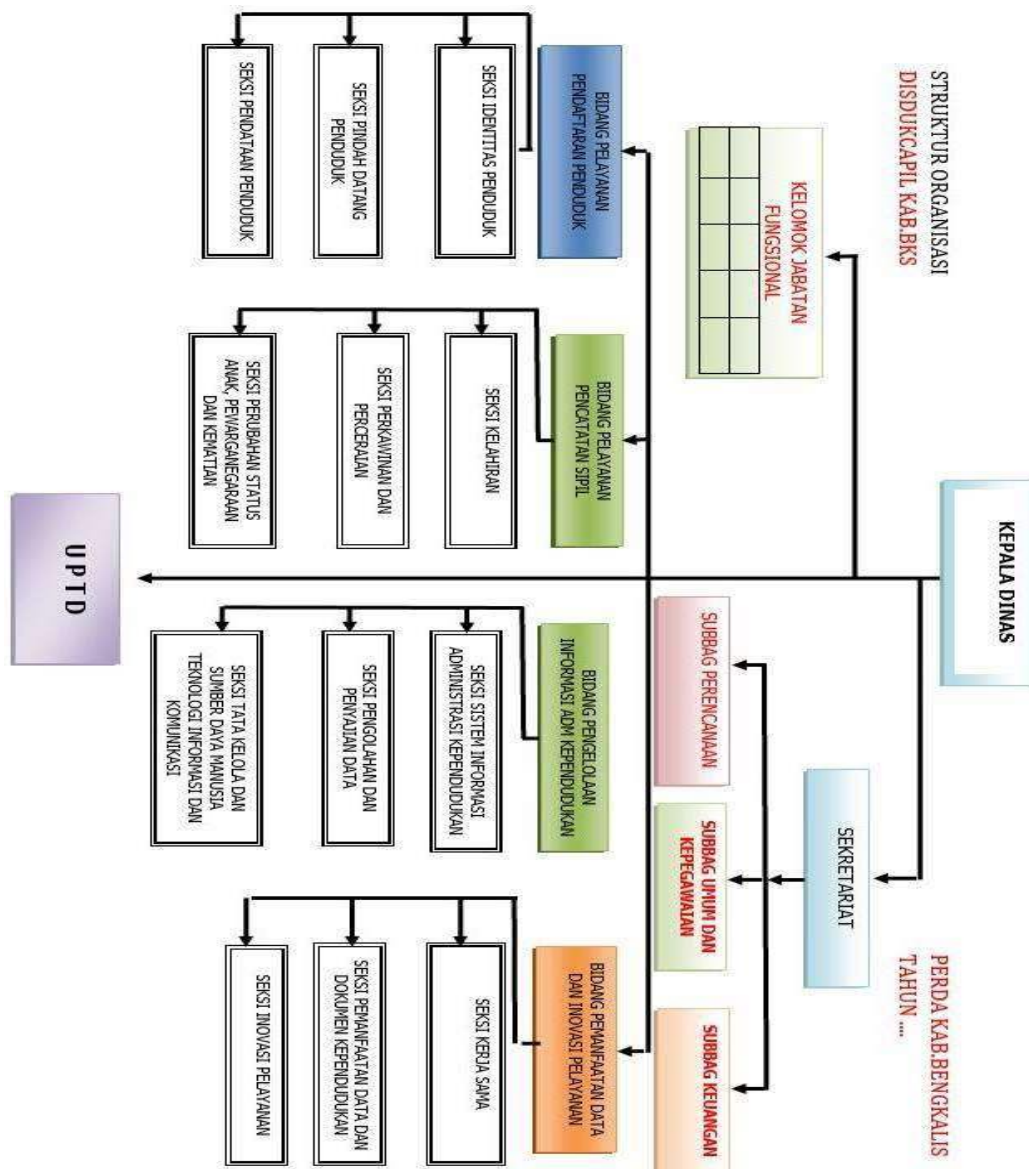 STRUKTUR ORGANISASI
DISDUKCAPIL KAB.BKS
KEPALA DINAS
PERDA KAB.BENGKALIS
TAHUN ....
KELOMOK JABATAN
FUNGSIONAL
SEKRETARIAT
SUBBAG PERENCANAAN
SUBBAG UMUM DAN
KEPEGAWAIAN
SUBBAG KEUANGAN
BIDANG PELAYANAN
PENDAFTARAN PENDUDUK
SEKSI IDENTITAS PENDUDUK
SEKSI PINDAH DATANG
PENDUDUK
SEKSI PENDATAAN PENDUDUK
BIDANG PELAYANAN
PENCATATAN SIPIL
SEKSI KELAHIRAN
SEKSI PERKAWINAN DAN
PERCERAIAN
SEKSI PERUBAHAN STATUS
ANAK, PEWARGANEGARAAN
DAN KEMATIAN
BIDANG PENGELOLAAN
INFORMASI ADM KEPENDUDUKAN
SEKSI SISTEM INFORMASI
ADMINISTRASI KEPENDUDUKAN
SEKSI PENGOLAHAN DAN
PENYAJIAN DATA
SEKSI TATA KELOLA DAN
SUMBER DAYA MANUSIA
TEKNOLOGI INFORMASI DAN
KOMUNIKASI
BIDANG PEMANFAATAN DATA
DAN INOVASI PELAYANAN
SEKSI KERJA SAMA
SEKSI PEMANFAATAN DATA DAN
DOKUMEN KEPENDUDUKAN
SEKSI INOVASI PELAYANAN
U P T D